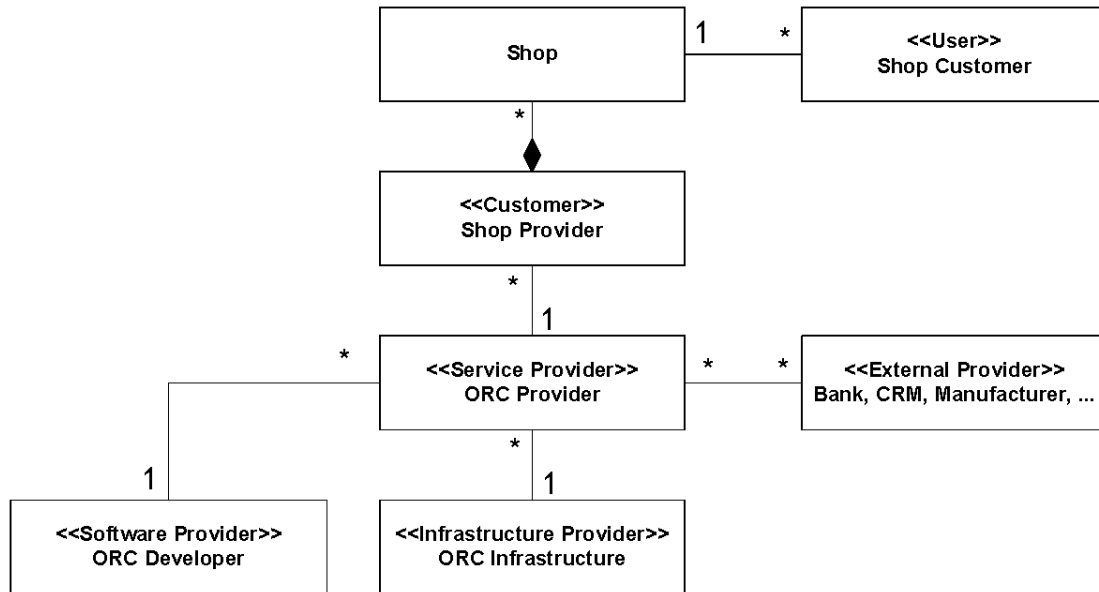 Shop
1
*
<<User>>
Shop Customer
*
<<Customer>>
Shop Provider
*
1
*
<<Service Provider>>
ORC Provider
*
*
<<External Provider>>
Bank, CRM, Manufacturer, ...
*
1
1
<<Software Provider>>
ORC Developer
<<Infrastructure Provider>>
ORC Infrastructure